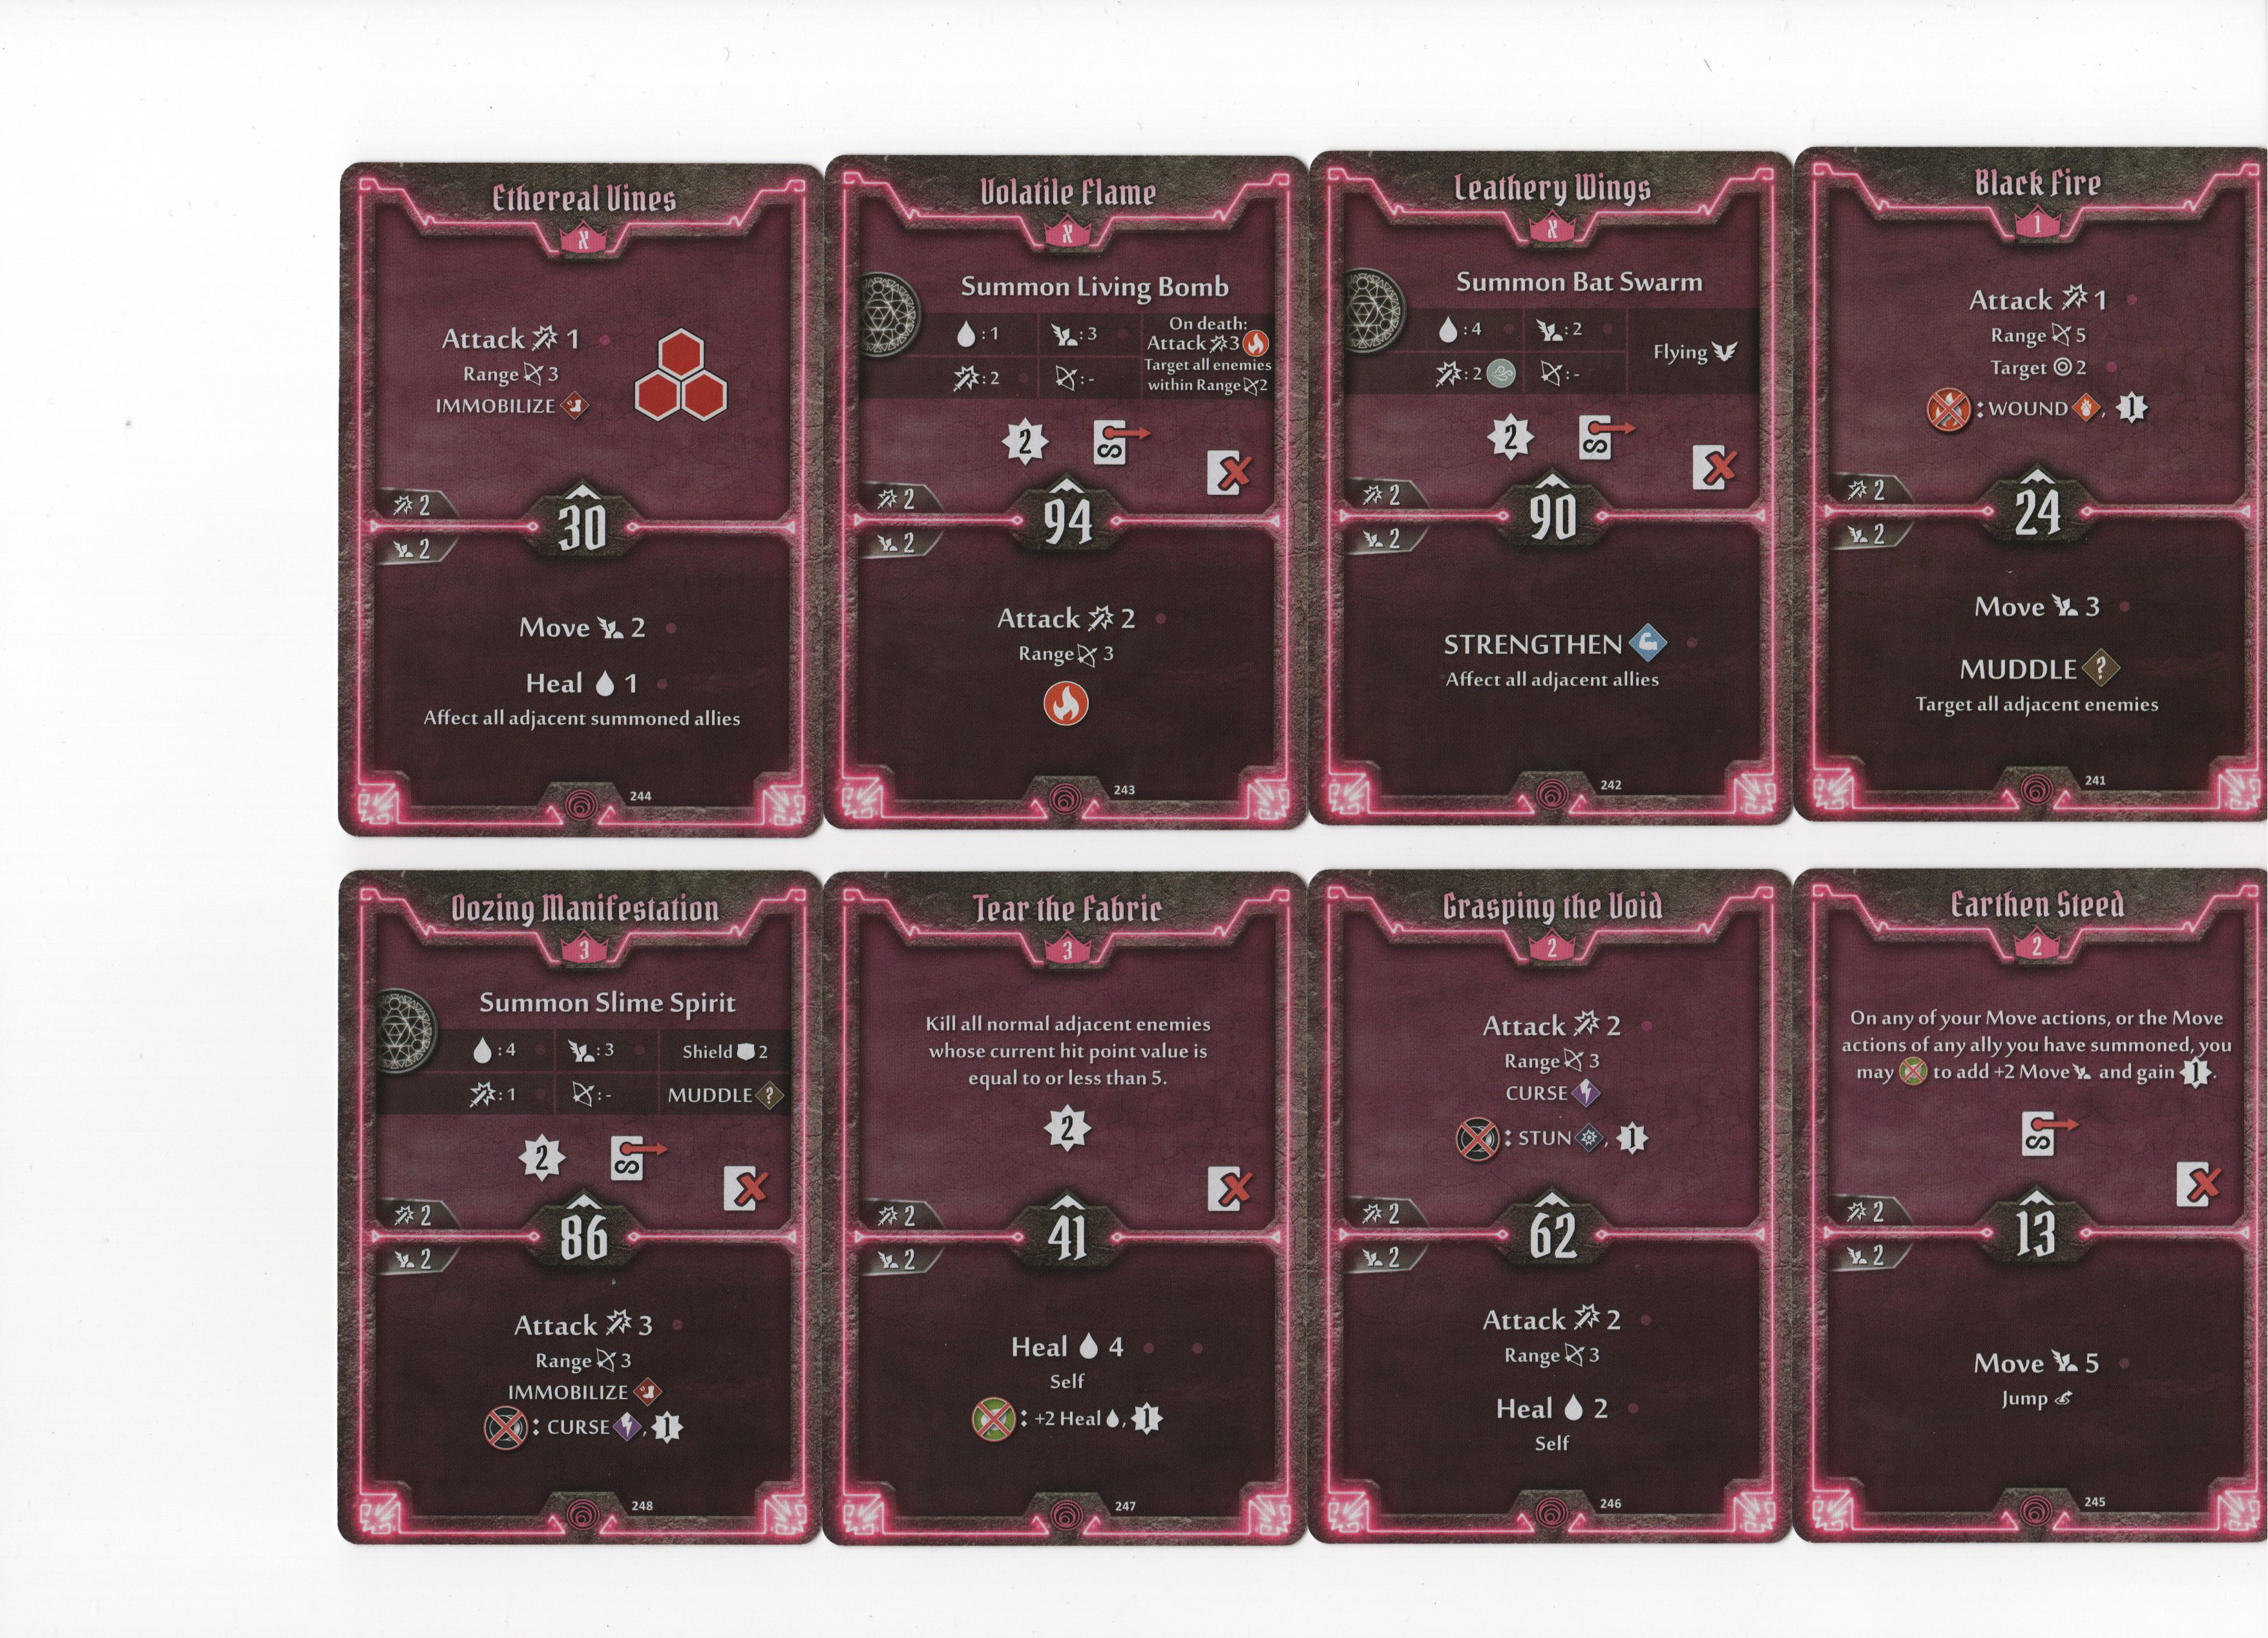 Ethereal Vines
X
Attack 1
Range 3
IMMOBILIZE
2
30
2
Move 2
Heal 1
Affect all adjacent summoned allies
244
Volatile Flame
X
Summon Living Bomb
:1
:3
:2
:-
On death:
Attack 3
Target all enemies
within Range 2
2
2
94
2
Attack 2
Range 3
243
Leathery Wings
X
Summon Bat Swarm
:4
:2
:2
:-
Flying
2
2
90
2
STRENGTHEN
Affect all adjacent allies
242
Black Fire
1
Attack 1
Range 5
Target 2
: WOUND , 1
2
24
2
Move 3
MUDDLE
Target all adjacent enemies
241
Oozing Manifestation
3
Summon Slime Spirit
:4
:3
Shield 2
:1
:-
MUDDLE
2
2
86
2
Attack 3
Range 3
IMMOBILIZE
: CURSE , 1
248
Tear the Fabric
3
Kill all normal adjacent enemies
whose current hit point value is
equal to or less than 5.
2
2
41
2
Heal 4
Self
: +2 Heal , 1
247
Grasping the Void
2
Attack 2
Range 3
CURSE
: STUN , 1
2
62
2
Attack 2
Range 3
Heal 2
Self
246
Earthen Steed
2
On any of your Move actions, or the Move
actions of any ally you have summoned, you
may to add +2 Move and gain 1.
2
13
2
Move 5
Jump
245